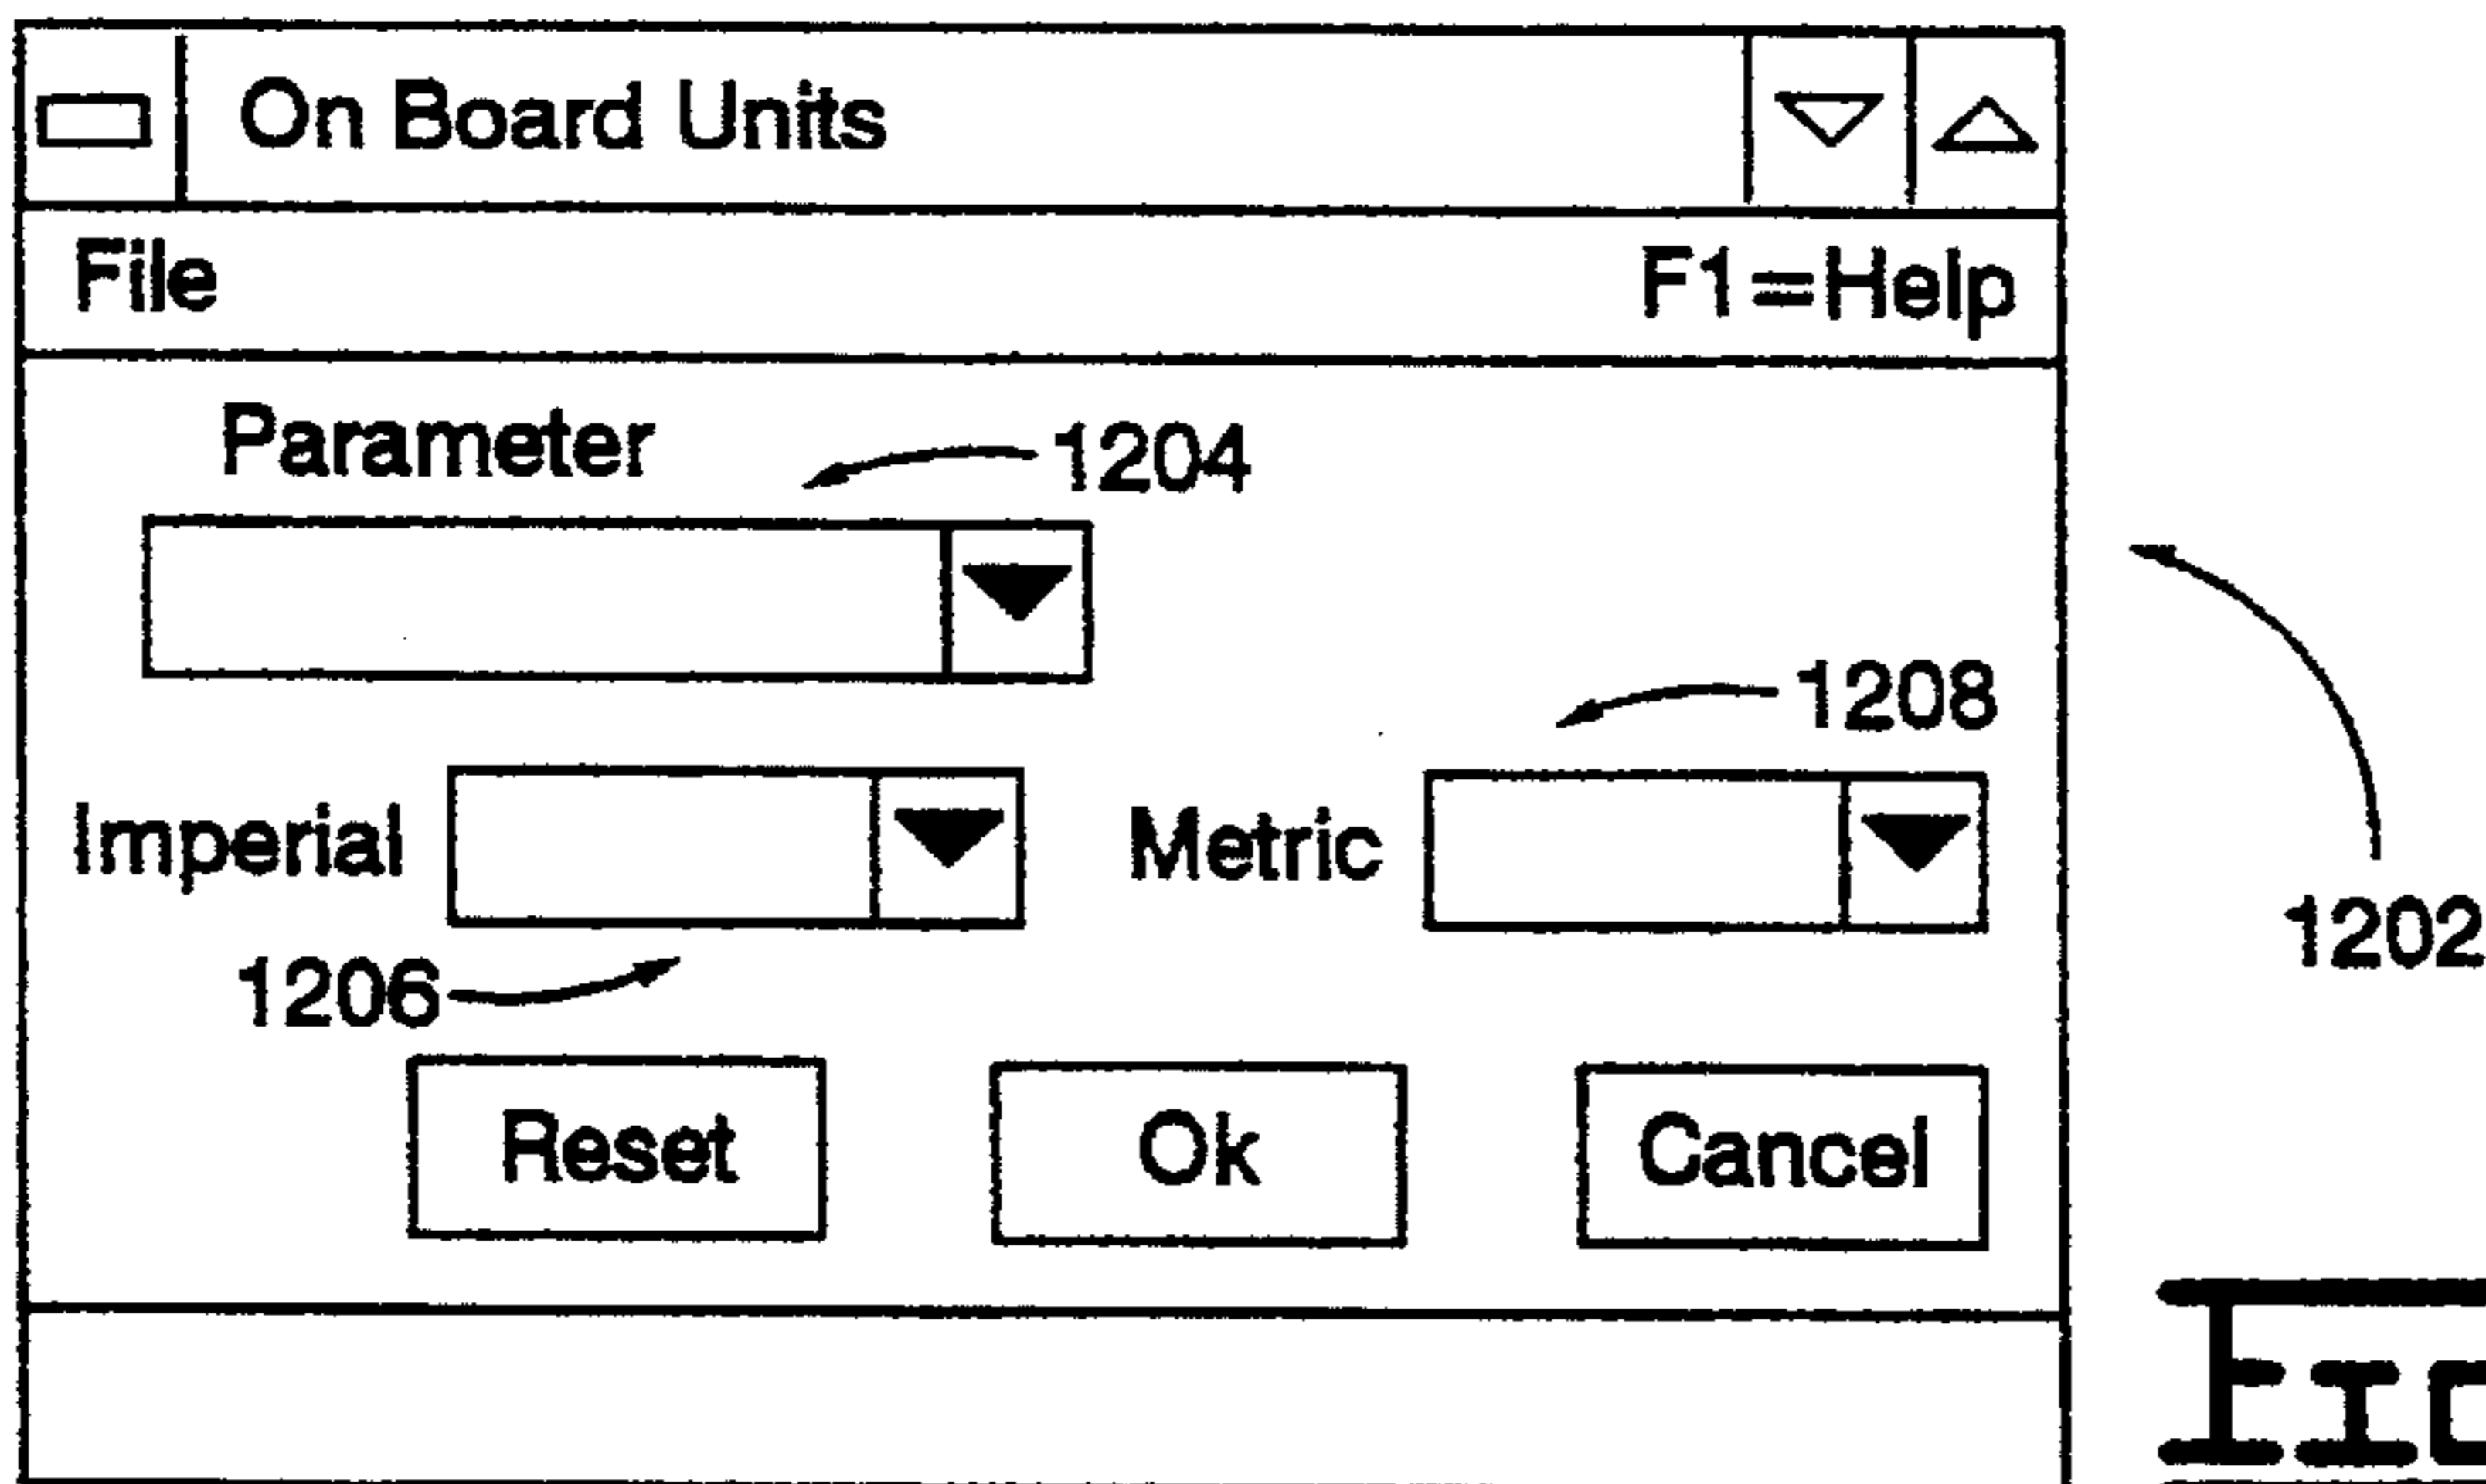 On Board Units
File F1=Help
Parameter 1204
1208
Imperial Metric
1202
1206
Reset Ok Cancel